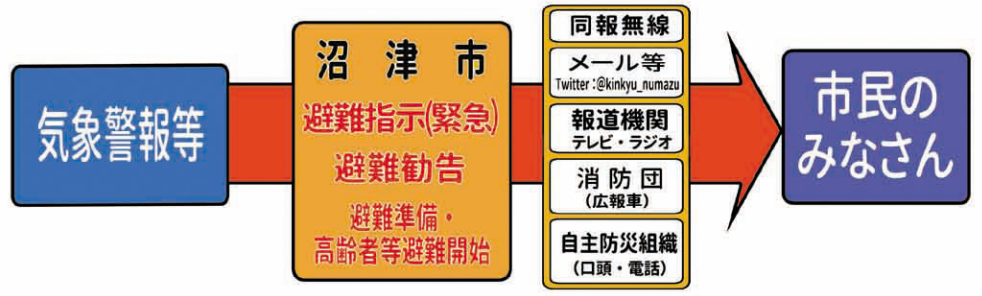 気象警報等
沼津市
避難指示(緊急)
避難勧告
避難準備・
高齢者等避難開始
同報無線
メール等
Twitter:@kinkyu_numazu
報道機関
テレビ・ラジオ
消防団
(広報車)
自主防災組織
(口頭・電話)
市民の
みなさん